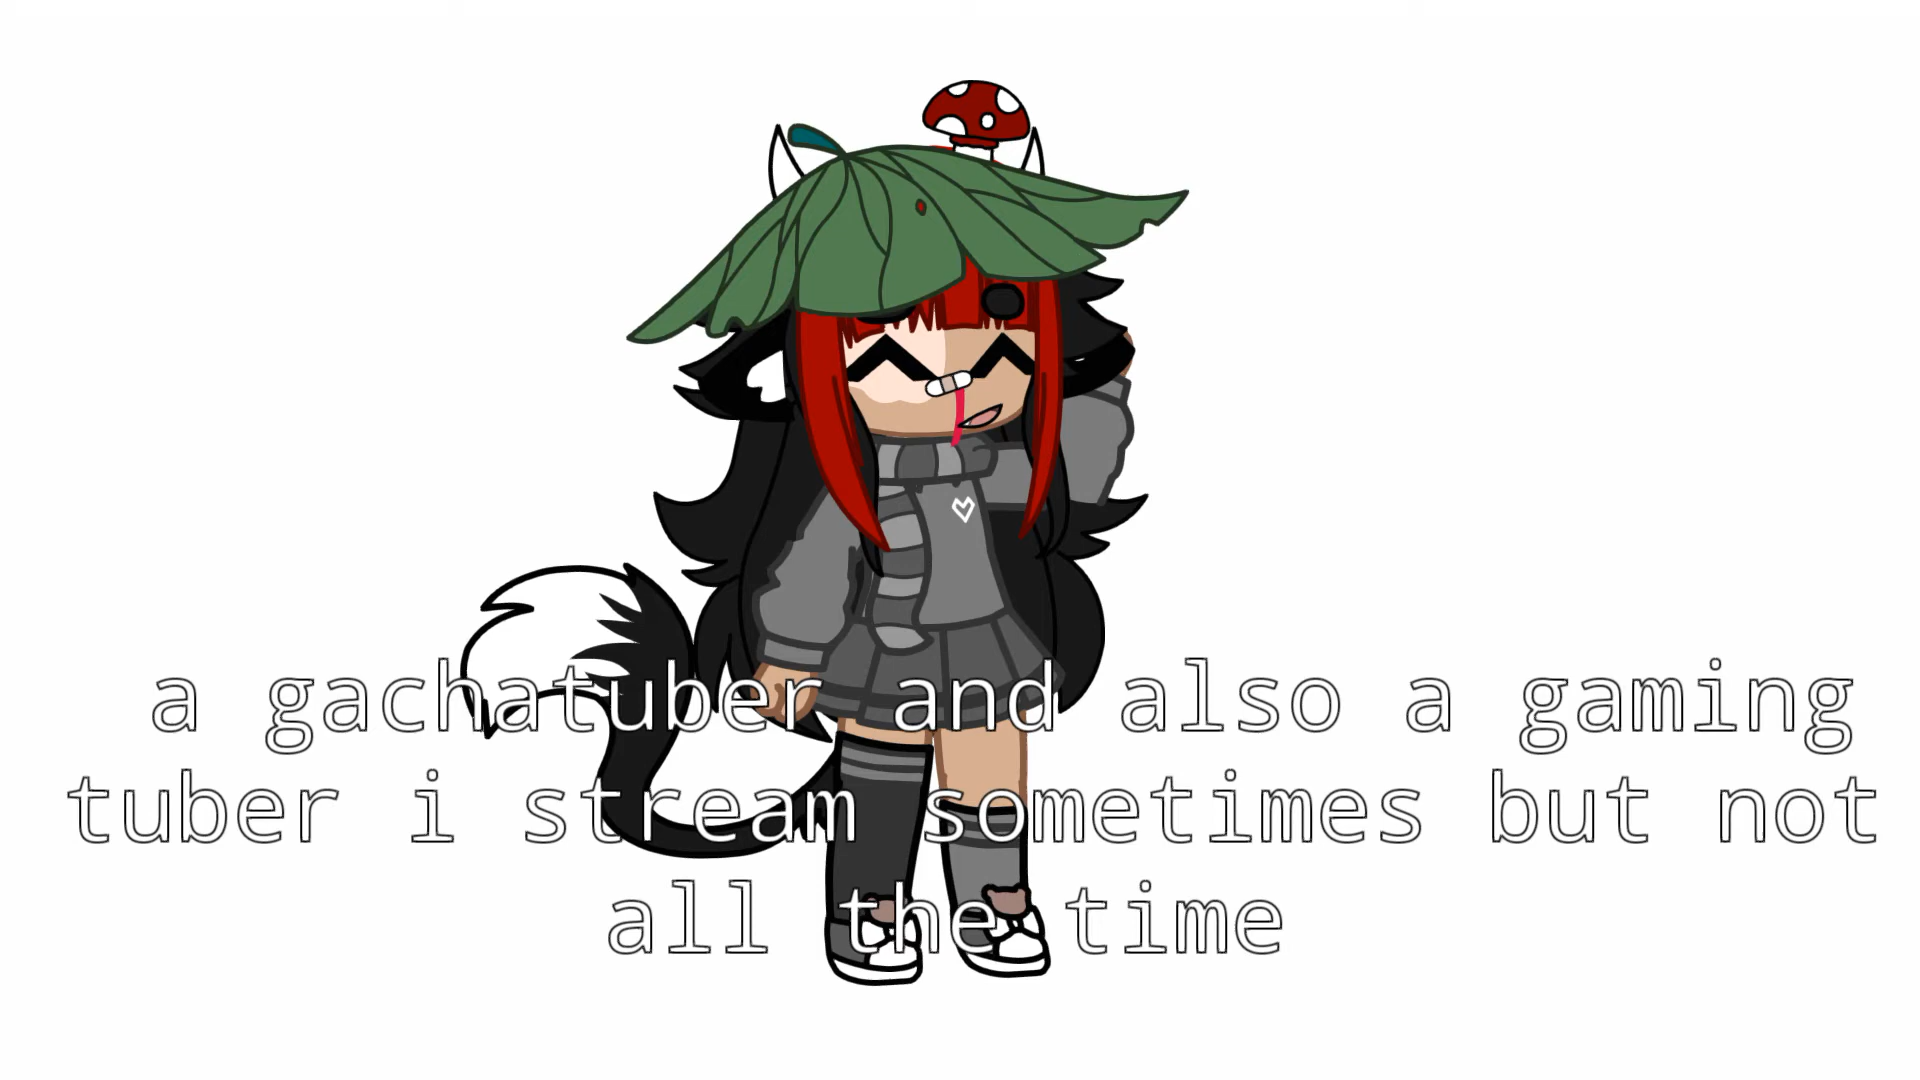 a gachatuber and also a gaming
tuber i stream sometimes but not
all the time